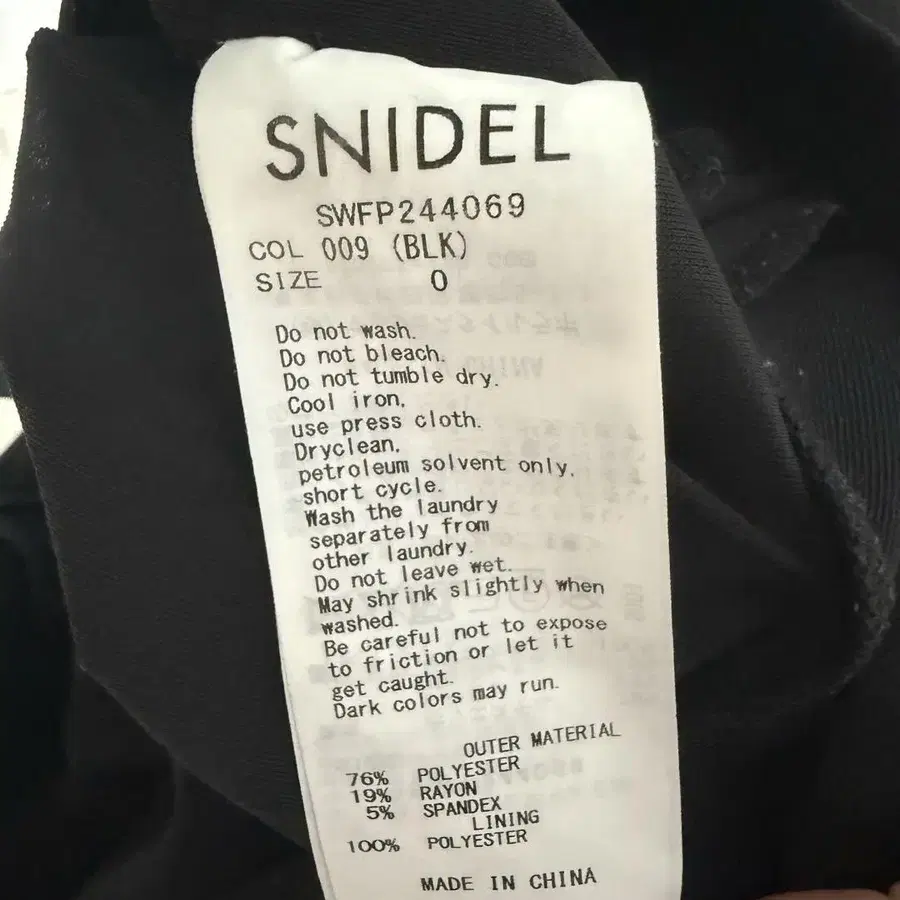 SNIDEL
SWFP244069
COL 009 (BLK)
SIZE 0
Do not wash.
Do not bleach.
Do not tumble dry.
Cool iron,
use press cloth.
Dryclean,
petroleum solvent only,
short cycle.
Wash the laundry
separately from
other laundry.
Do not leave wet.
May shrink slightly when
washed.
Be careful not to expose
to friction or let it
get caught.
Dark colors may run.
OUTER MATERIAL
76% POLYESTER
19% RAYON
5% SPANDEX
LINING
100% POLYESTER
MADE IN CHINA